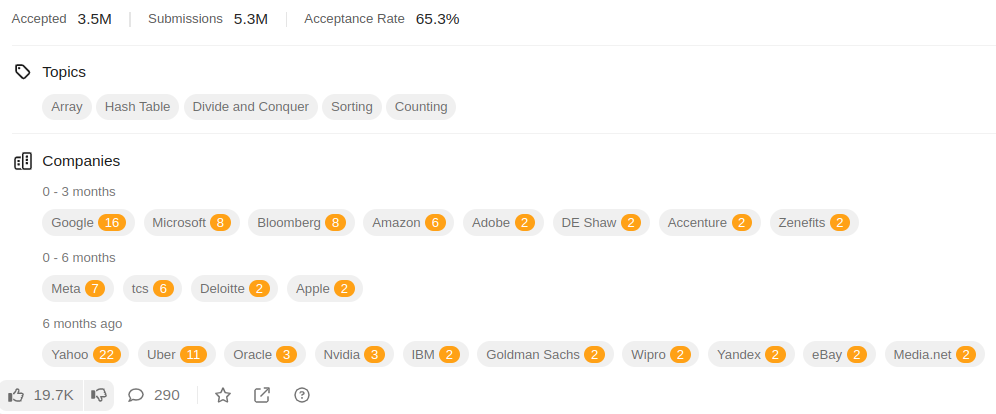 Accepted 3.5M Submissions 5.3M Acceptance Rate 65.3%
Topics
Array Hash Table Divide and Conquer Sorting Counting
Companies
0 - 3 months
Google 16 Microsoft 8 Bloomberg 8 Amazon 6 Adobe 2 DE Shaw 2 Accenture 2 Zenefits 2
0 - 6 months
Meta 7 tcs 6 Deloitte 2 Apple 2
6 months ago
Yahoo 22 Uber 11 Oracle 3 Nvidia 3 IBM 2 Goldman Sachs 2 Wipro 2 Yandex 2 eBay 2 Media.net 2
19.7K 290